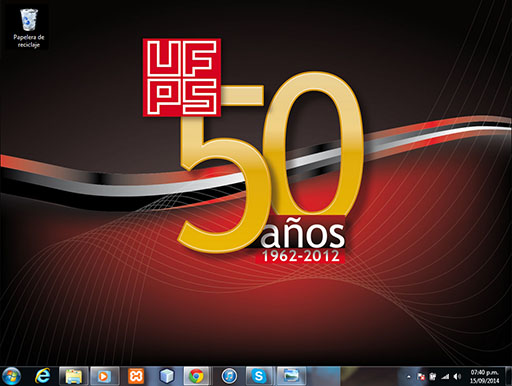 Papelera de
reciclaje
UF
PS
50
años
1962-2012
07:40 p.m.
15/09/2014